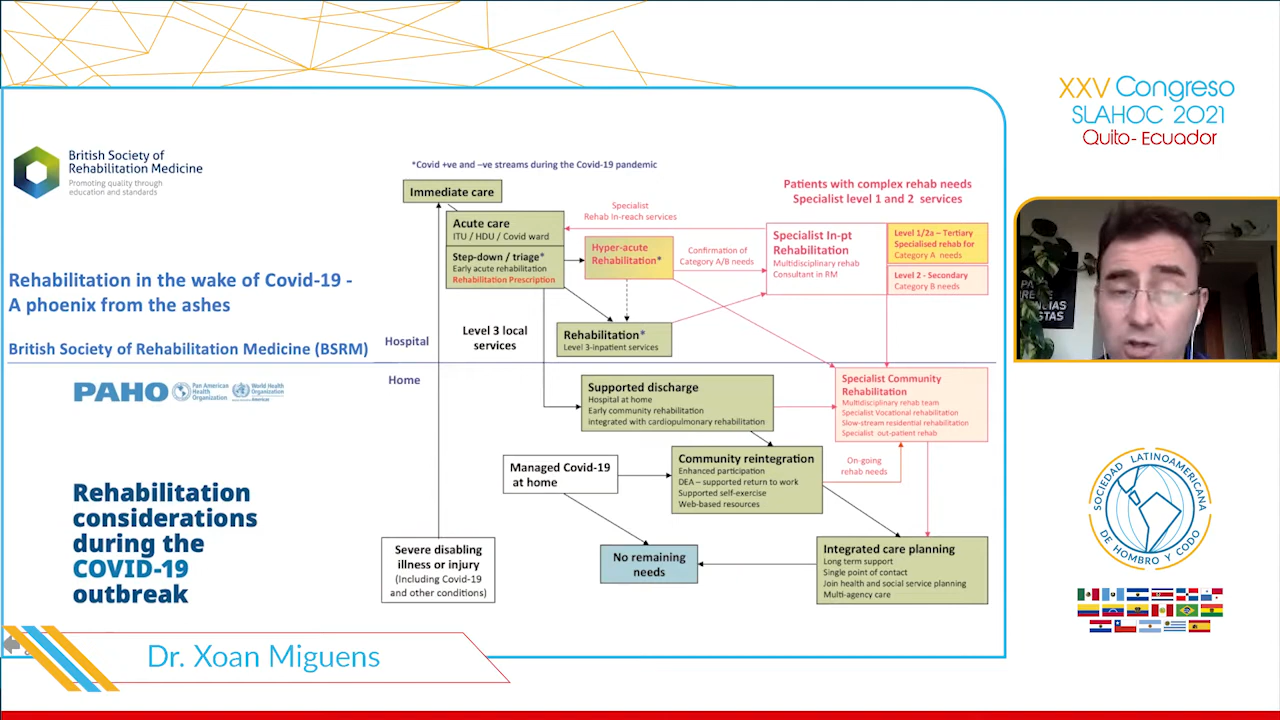 XXV Congreso
SLAHOC 2021
Quito- Ecuador
British Society of
Rehabilitation Medicine
Promoting quality through
education and standards
Rehabilitation in the wake of Covid-19 -
A phoenix from the ashes
British Society of Rehabilitation Medicine (BSRM)
PAHO
Pan American
Health
Organization
World Health
Organization
Americas
Rehabilitation
considerations
during the
COVID-19
outbreak
*Covid +ve and –ve streams during the Covid-19 pandemic
Immediate care
Acute care
ITU / HDU / Covid ward
Step-down / triage*
Early acute rehabilitation
Rehabilitation Prescription
Specialist
Rehab In-reach services
Hyper-acute
Rehabilitation*
Confirmation of
Category A/B needs
Patients with complex rehab needs
Specialist level 1 and 2 services
Specialist In-pt
Rehabilitation
Multidisciplinary rehab
Consultant in RM
Level 1/2a – Tertiary
Specialised rehab for
Category A needs
Level 2 - Secondary
Category B needs
Level 3 local
services
Rehabilitation*
Level 3-inpatient services
Hospital
Home
Supported discharge
Hospital at home
Early community rehabilitation
integrated with cardiopulmonary rehabilitation
Specialist Community
Rehabilitation
Multidisciplinary rehab team
Specialist Vocational rehabilitation
Slow-stream residential rehabilitation
Specialist out-patient rehab
Managed Covid-19
at home
Community reintegration
Enhanced participation
DEA – supported return to work
Supported self-exercise
Web-based resources
On-going
rehab needs
Severe disabling
illness or injury
(Including Covid-19
and other conditions)
No remaining
needs
Integrated care planning
Long term support
Single point of contact
Join health and social service planning
Multi-agency care
SOCIEDAD LATINOAMERICANA
DE HOMBRO Y CODO
Dr. Xoan Miguens